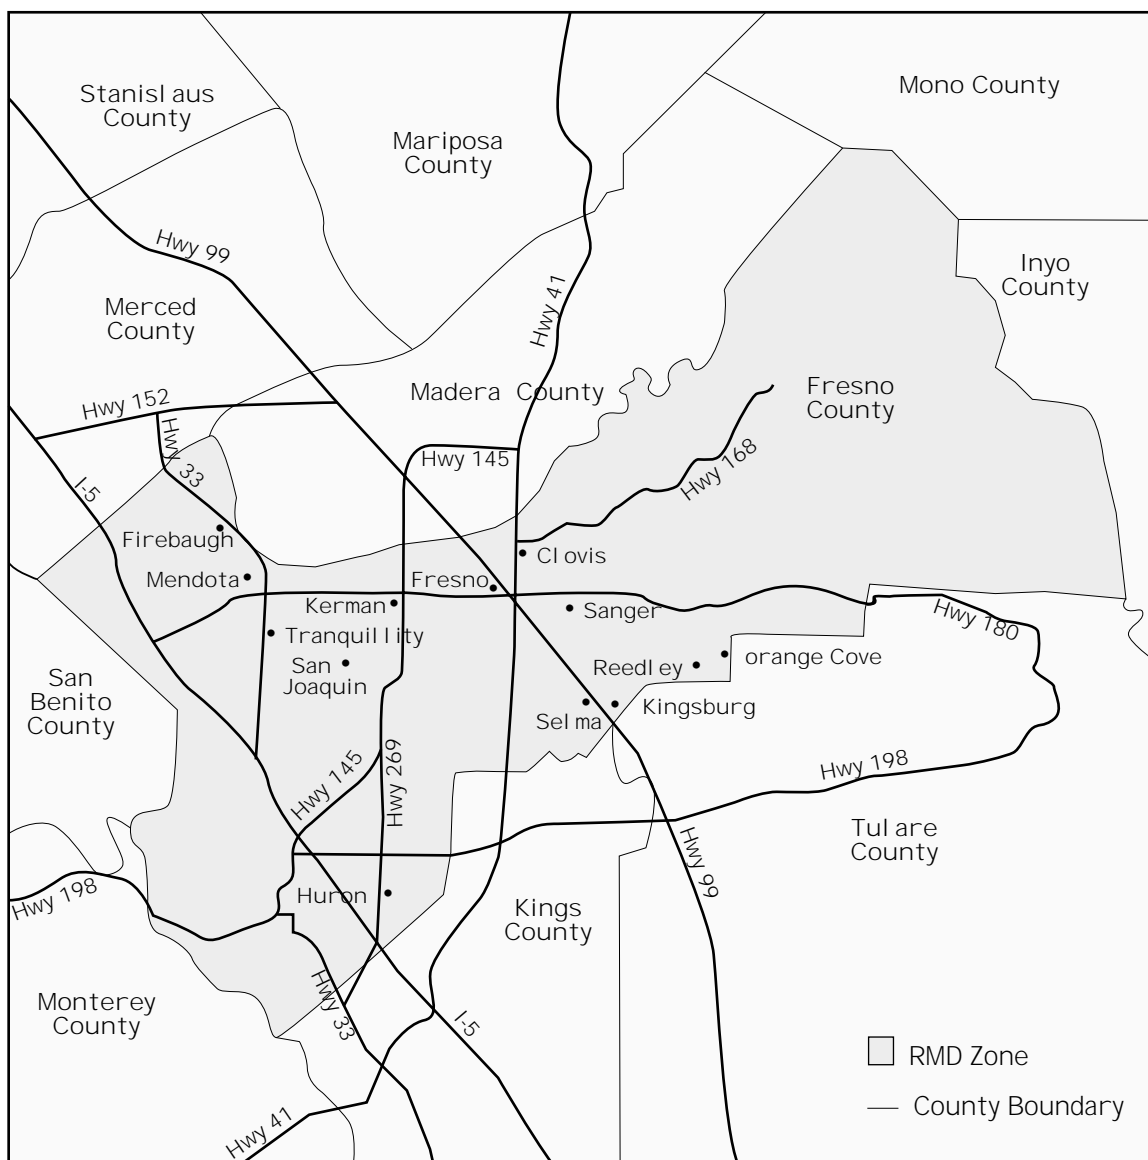 Mono County
Stanislaus
County
Mariposa
County
Hwy 99
Inyo
County
Hwy 41
Merced
County
Madera County
Fresno
County
Hwy 152
Hwy 33
Hwy 145
Hwy 168
I-5
Firebaugh
Clovis
Mendota
Fresno
Kerman
Sanger
Hwy 180
Tranquillity
San
Joaquin
Reedley
orange Cove
San
Benito
County
Selma
Kingsburg
Hwy 145
Hwy 269
Hwy 198
Tulare
County
Hwy 99
Hwy 198
Huron
Kings
County
Monterey
County
Hwy 33
I-5
RMD Zone
County Boundary
Hwy 41